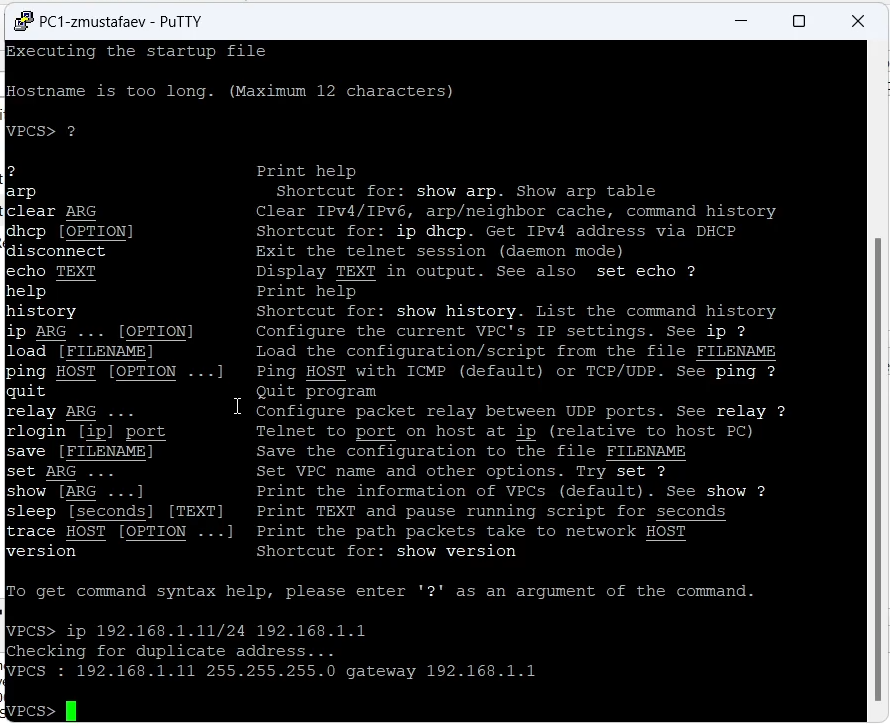 PC1-zmustafaev - PuTTY
Executing the startup file
Hostname is too long. (Maximum 12 characters)
VPCS> ?
? Print help
arp Shortcut for: show arp. Show arp table
clear ARG Clear IPv4/IPv6, arp/neighbor cache, command history
dhcp [OPTION] Shortcut for: ip dhcp. Get IPv4 address via DHCP
disconnect Exit the telnet session (daemon mode)
echo TEXT Display TEXT in output. See also set echo ?
help Print help
history Shortcut for: show history. List the command history
ip ARG ... [OPTION] Configure the current VPC's IP settings. See ip ?
load [FILENAME] Load the configuration/script from the file FILENAME
ping HOST [OPTION ...] Ping HOST with ICMP (default) or TCP/UDP. See ping ?
quit Quit program
relay ARG ... Configure packet relay between UDP ports. See relay ?
rlogin [ip] port Telnet to port on host at ip (relative to host PC)
save [FILENAME] Save the configuration to the file FILENAME
set ARG ... Set VPC name and other options. Try set ?
show [ARG ...] Print the information of VPCs (default). See show ?
sleep [seconds] [TEXT] Print TEXT and pause running script for seconds
trace HOST [OPTION ...] Print the path packets take to network HOST
version Shortcut for: show version
To get command syntax help, please enter '?' as an argument of the command.
VPCS> ip 192.168.1.11/24 192.168.1.1
Checking for duplicate address...
VPCS : 192.168.1.11 255.255.255.0 gateway 192.168.1.1
VPCS>